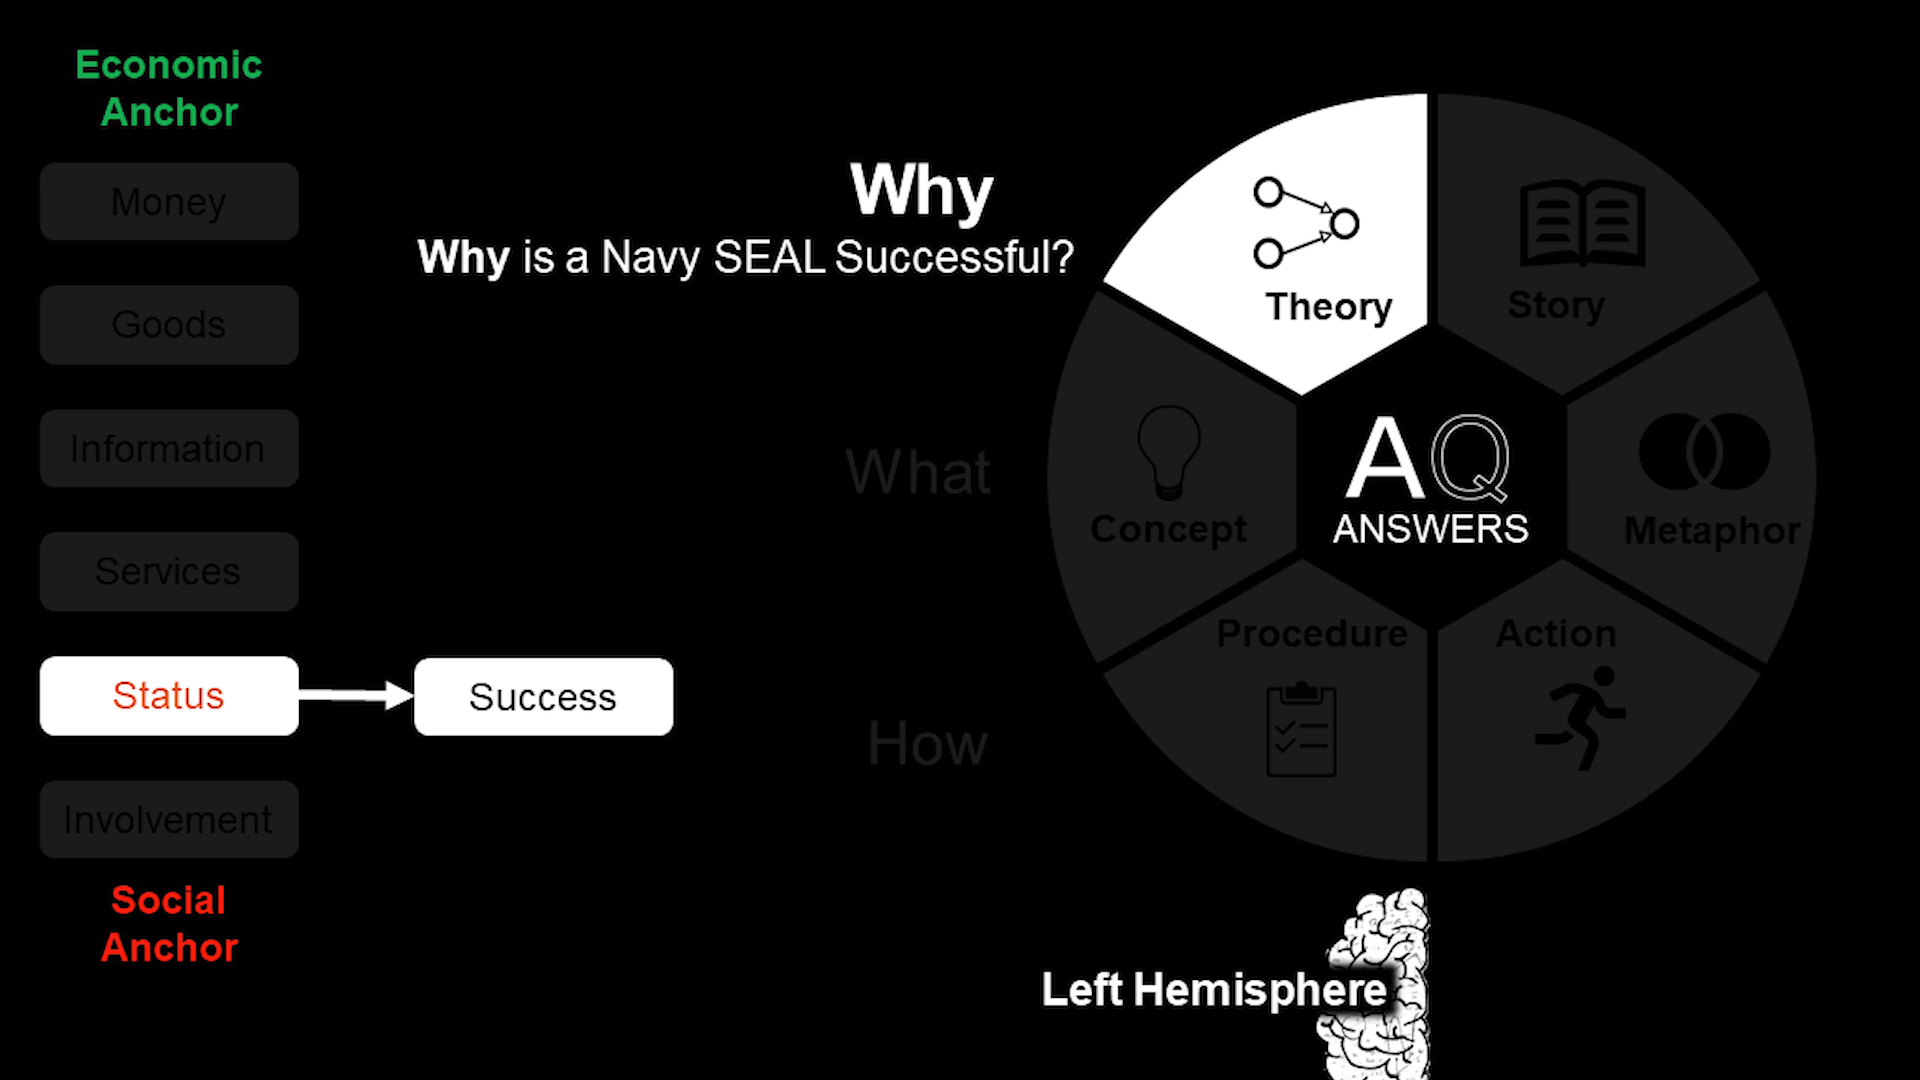 Economic
Anchor
Money
Goods
Information
Services
Status
Success
Involvement
Social
Anchor
Why
Why is a Navy SEAL Successful?
What
How
Theory
Story
Concept
Metaphor
Procedure
Action
AQ
ANSWERS
Left Hemisphere